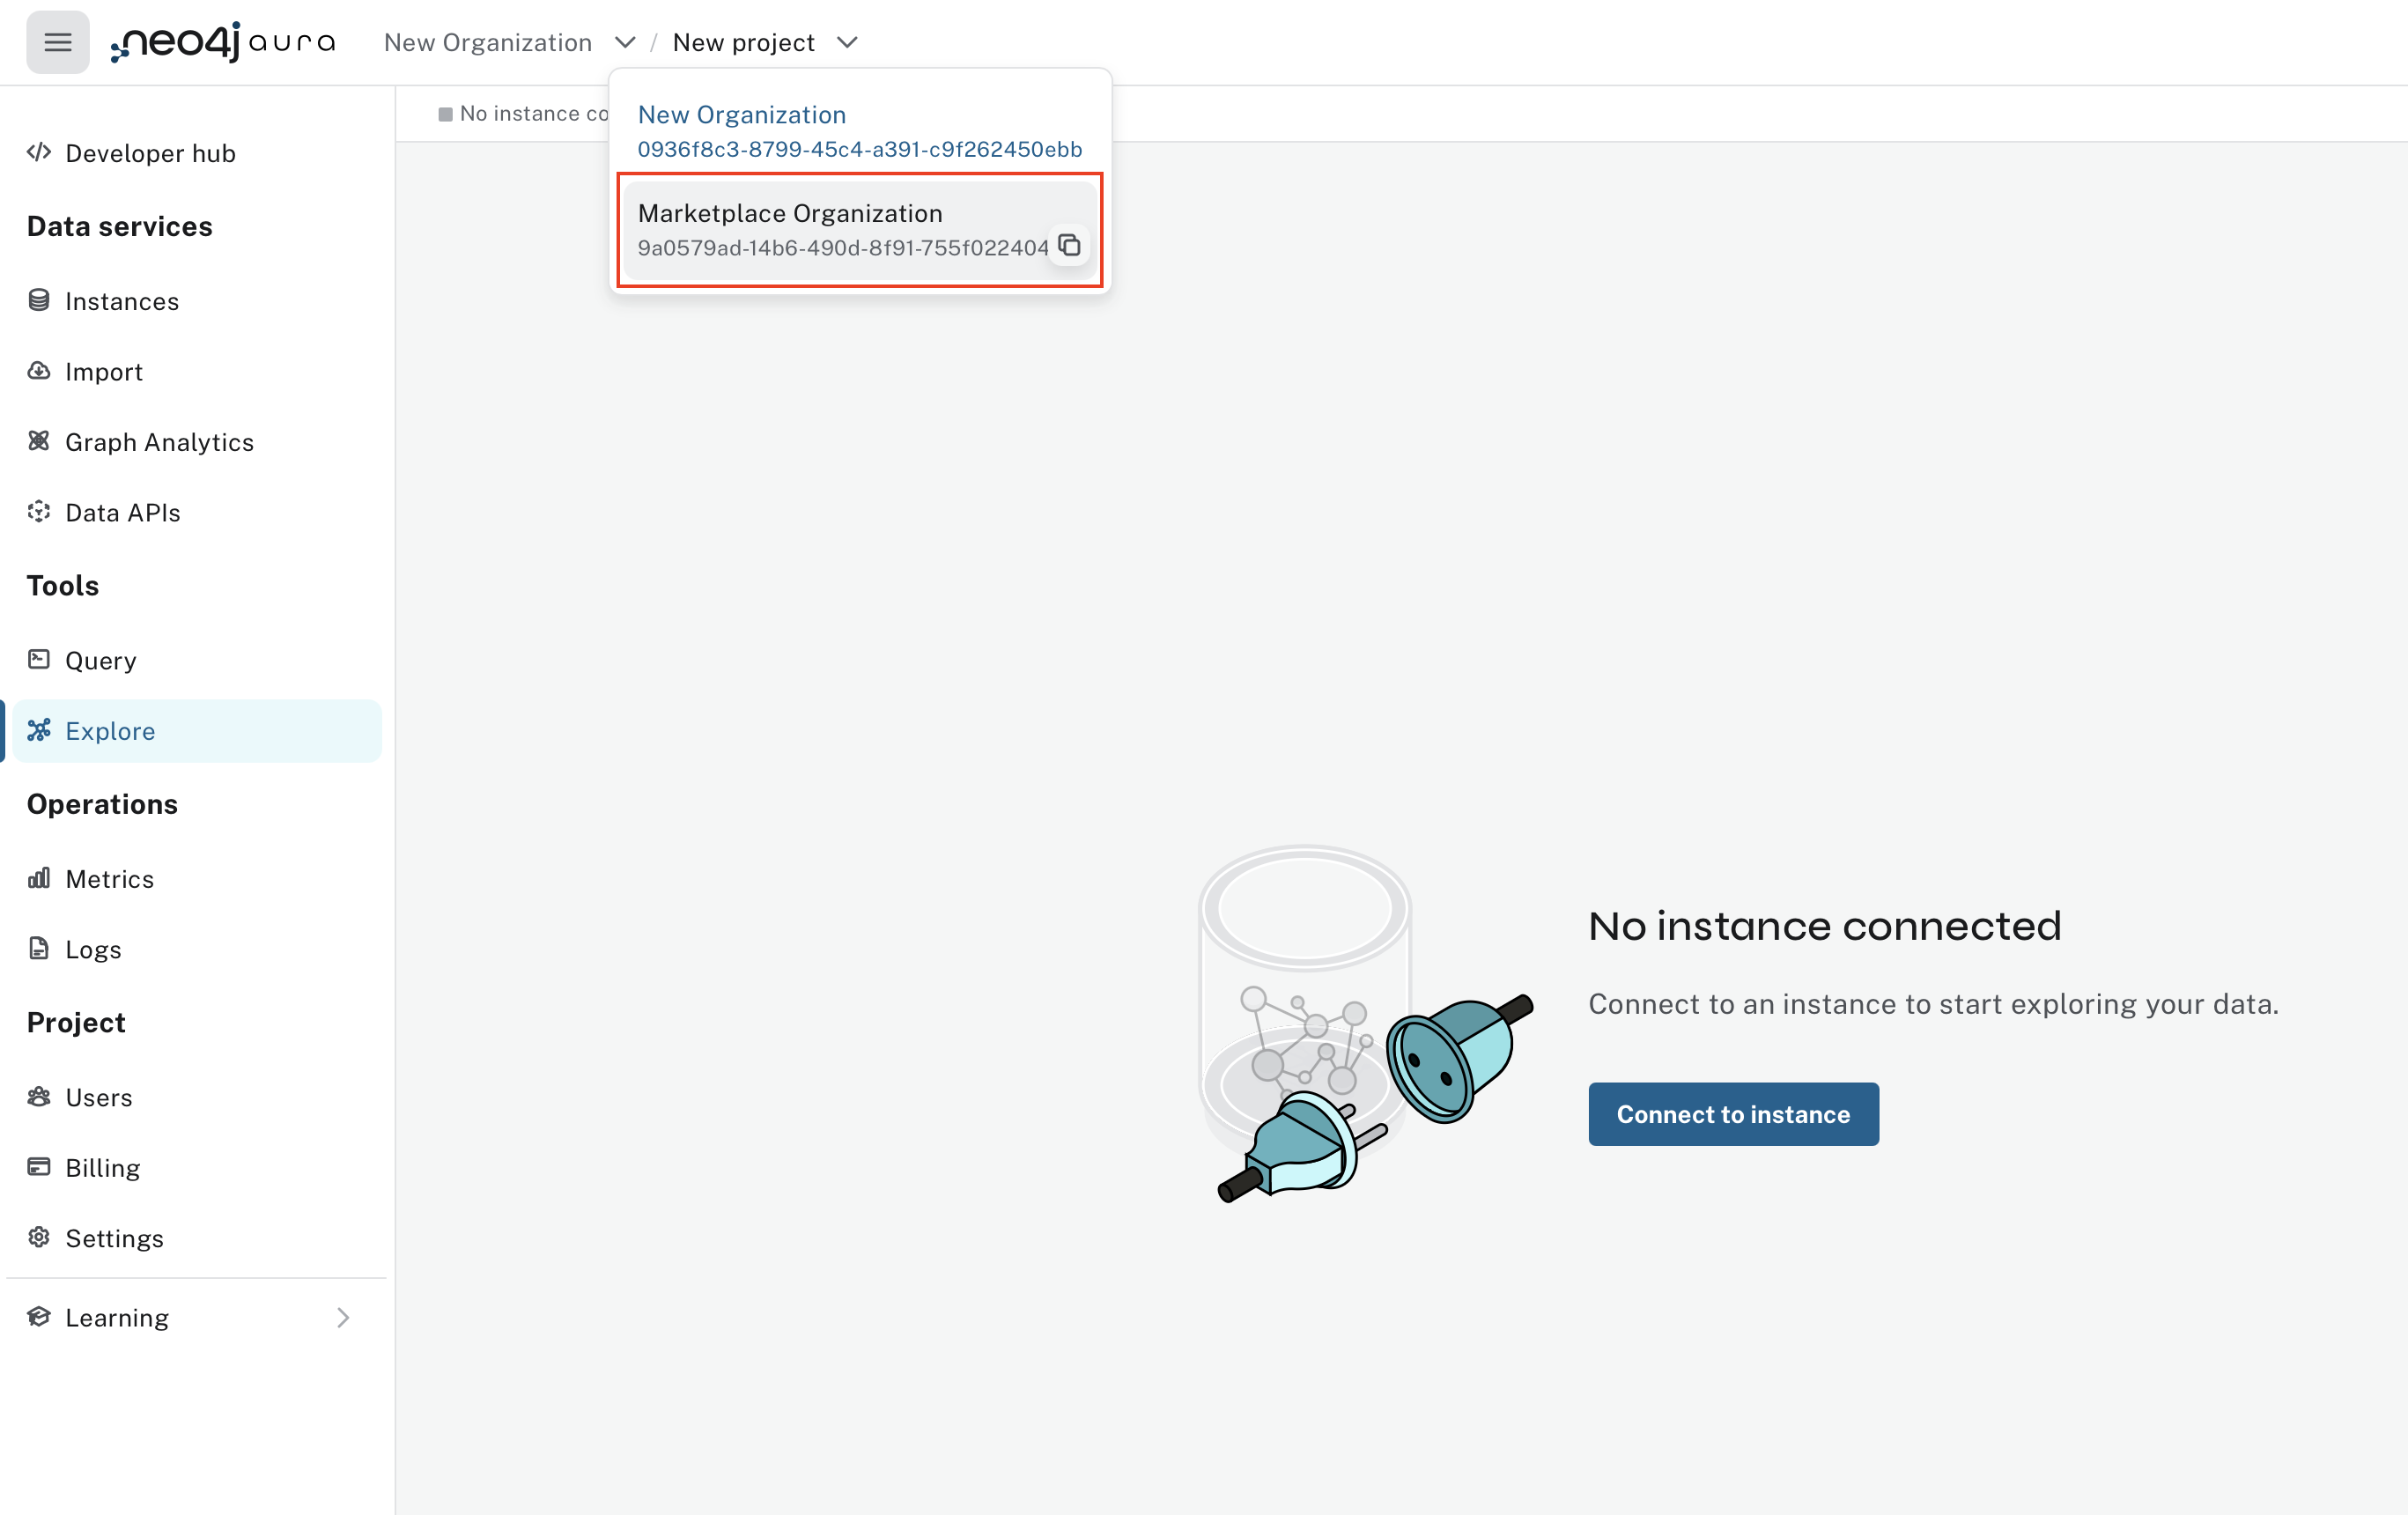 neo4j aura New Organization / New project
New Organization
0936f8c3-8799-45c4-a391-c9f262450ebb
Marketplace Organization
9a0579ad-14b6-490d-8f91-755f022404
No instance co
Developer hub
Data services
Instances
Import
Graph Analytics
Data APIs
Tools
Query
Explore
Operations
Metrics
Logs
Project
Users
Billing
Settings
Learning
No instance connected
Connect to an instance to start exploring your data.
Connect to instance